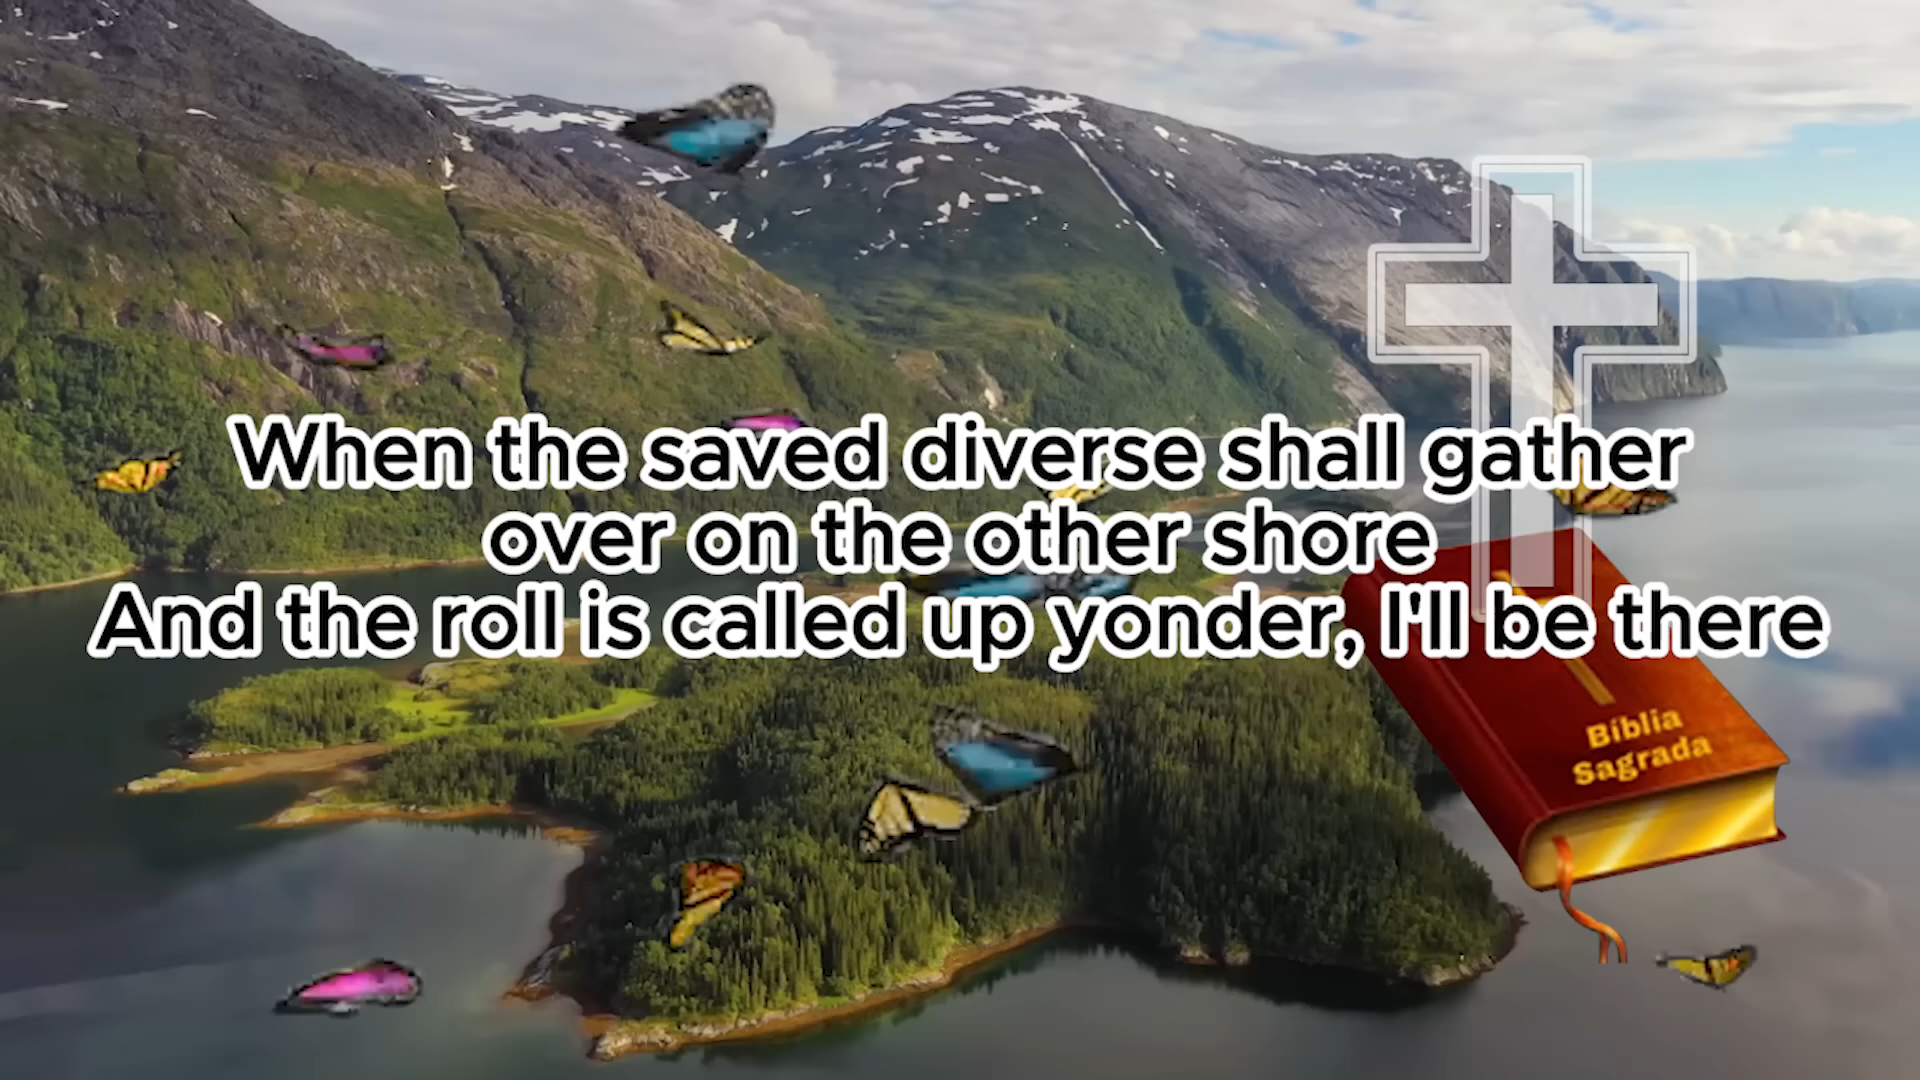 When the saved diverse shall gather
over on the other shore
And the roll is called up yonder, I'll be there
Bíblia
Sagrada